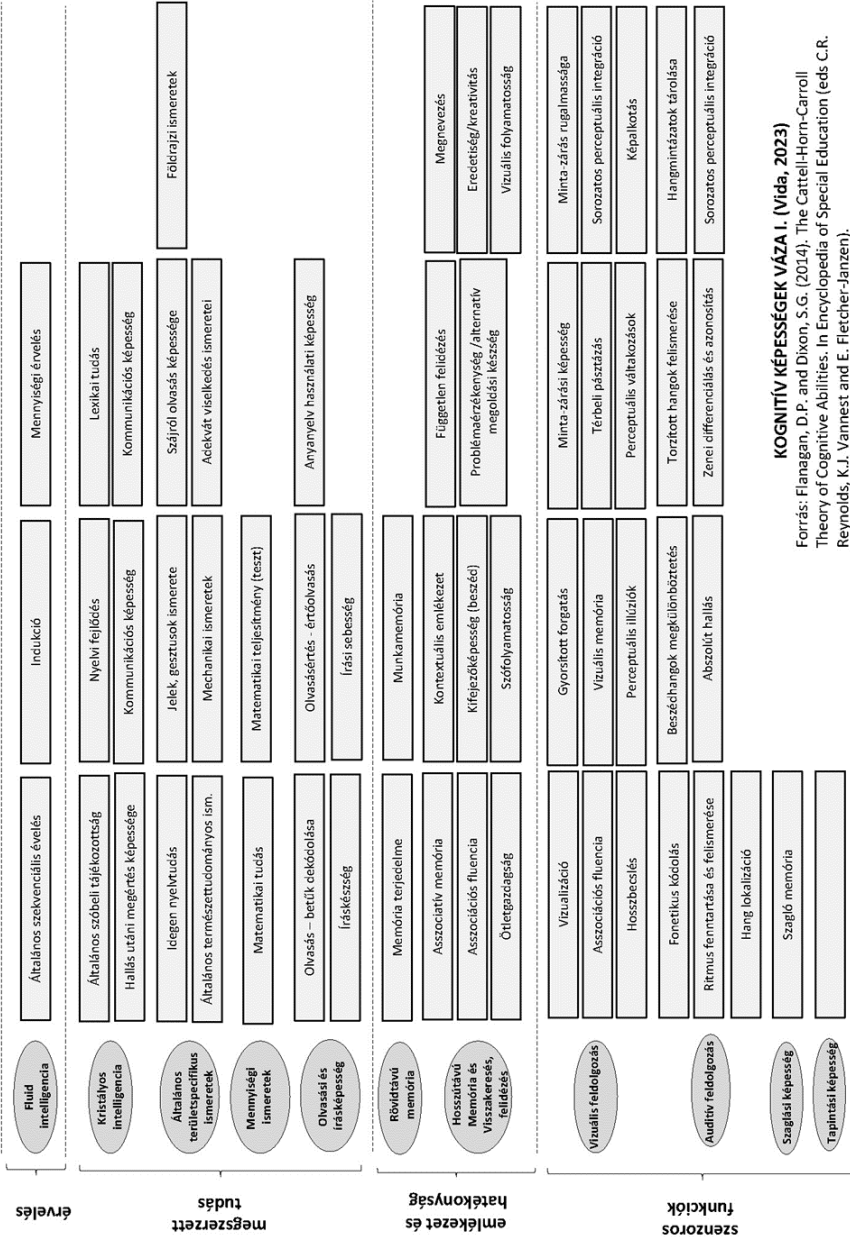 érvelés
Fluid
intelligencia
Általános szekvenciális évelés
Indukció
Mennyiségi érvelés
megszerzett
tudás
Kristályos
intelligencia
Általános szóbeli tájékozottság
Nyelvi fejlődés
Lexikai tudás
Hallás utáni megértés képessége
Kommunikációs képesség
Kommunikációs képesség
Általános
területspecifikus
ismeretek
Idegen nyelvtudás
Jelek, gesztusok ismerete
Szájról olvasás képessége
Földrajzi ismeretek
Általános természettudományos ism.
Mechanikai ismeretek
Adekvát viselkedés ismeretei
Mennyiségi
ismeretek
Matematikai tudás
Matematikai teljesítmény (teszt)
Olvasási és
írásképesség
Olvasás – betűk dekódolása
Olvasásértés - értőolvasás
Anyanyelv használati képesség
Íráskészség
Írási sebesség
emlékezet és
hatékonyság
Rövidtávú
memória
Memória terjedelme
Munkamemória
Hosszútávú
Memória és
Visszakeresés,
felidézés
Asszociatív memória
Kontextuális emlékezet
Független felidézés
Megnevezés
Asszociációs fluencia
Kifejezőképesség (beszéd)
Problémaérzékenység /alternatív
megoldási készség
Eredetiség/kreativitás
Ötletgazdagság
Szófolyamatosság
Vizuális folyamatosság
szenzoros
funkciók
Vizuális feldolgozás
Vizualizáció
Gyorsított forgatás
Minta-zárási képesség
Minta-zárás rugalmassága
Asszociációs fluencia
Vizuális memória
Térbeli pásztázás
Sorozatos perceptuális integráció
Hosszbecslés
Perceptuális illúziók
Perceptuális váltakozások
Képalkotás
Auditív feldolgozás
Fonetikus kódolás
Beszédhangok megkülönböztetés
Torzított hangok felismerése
Hangmintázatok tárolása
Ritmus fenntartása és felismerése
Abszolút hallás
Zenei differenciálás és azonosítás
Sorozatos perceptuális integráció
Hang lokalizáció
Szaglási képesség
Szagló memória
Tapintási képesség
KOGNITÍV KÉPESSÉGEK VÁZA I. (Vida, 2023)
Forrás: Flanagan, D.P. and Dixon, S.G. (2014). The Cattell-Horn-Carroll
Theory of Cognitive Abilities. In Encyclopedia of Special Education (eds C.R.
Reynolds, K.J. Vannest and E. Fletcher-Janzen).